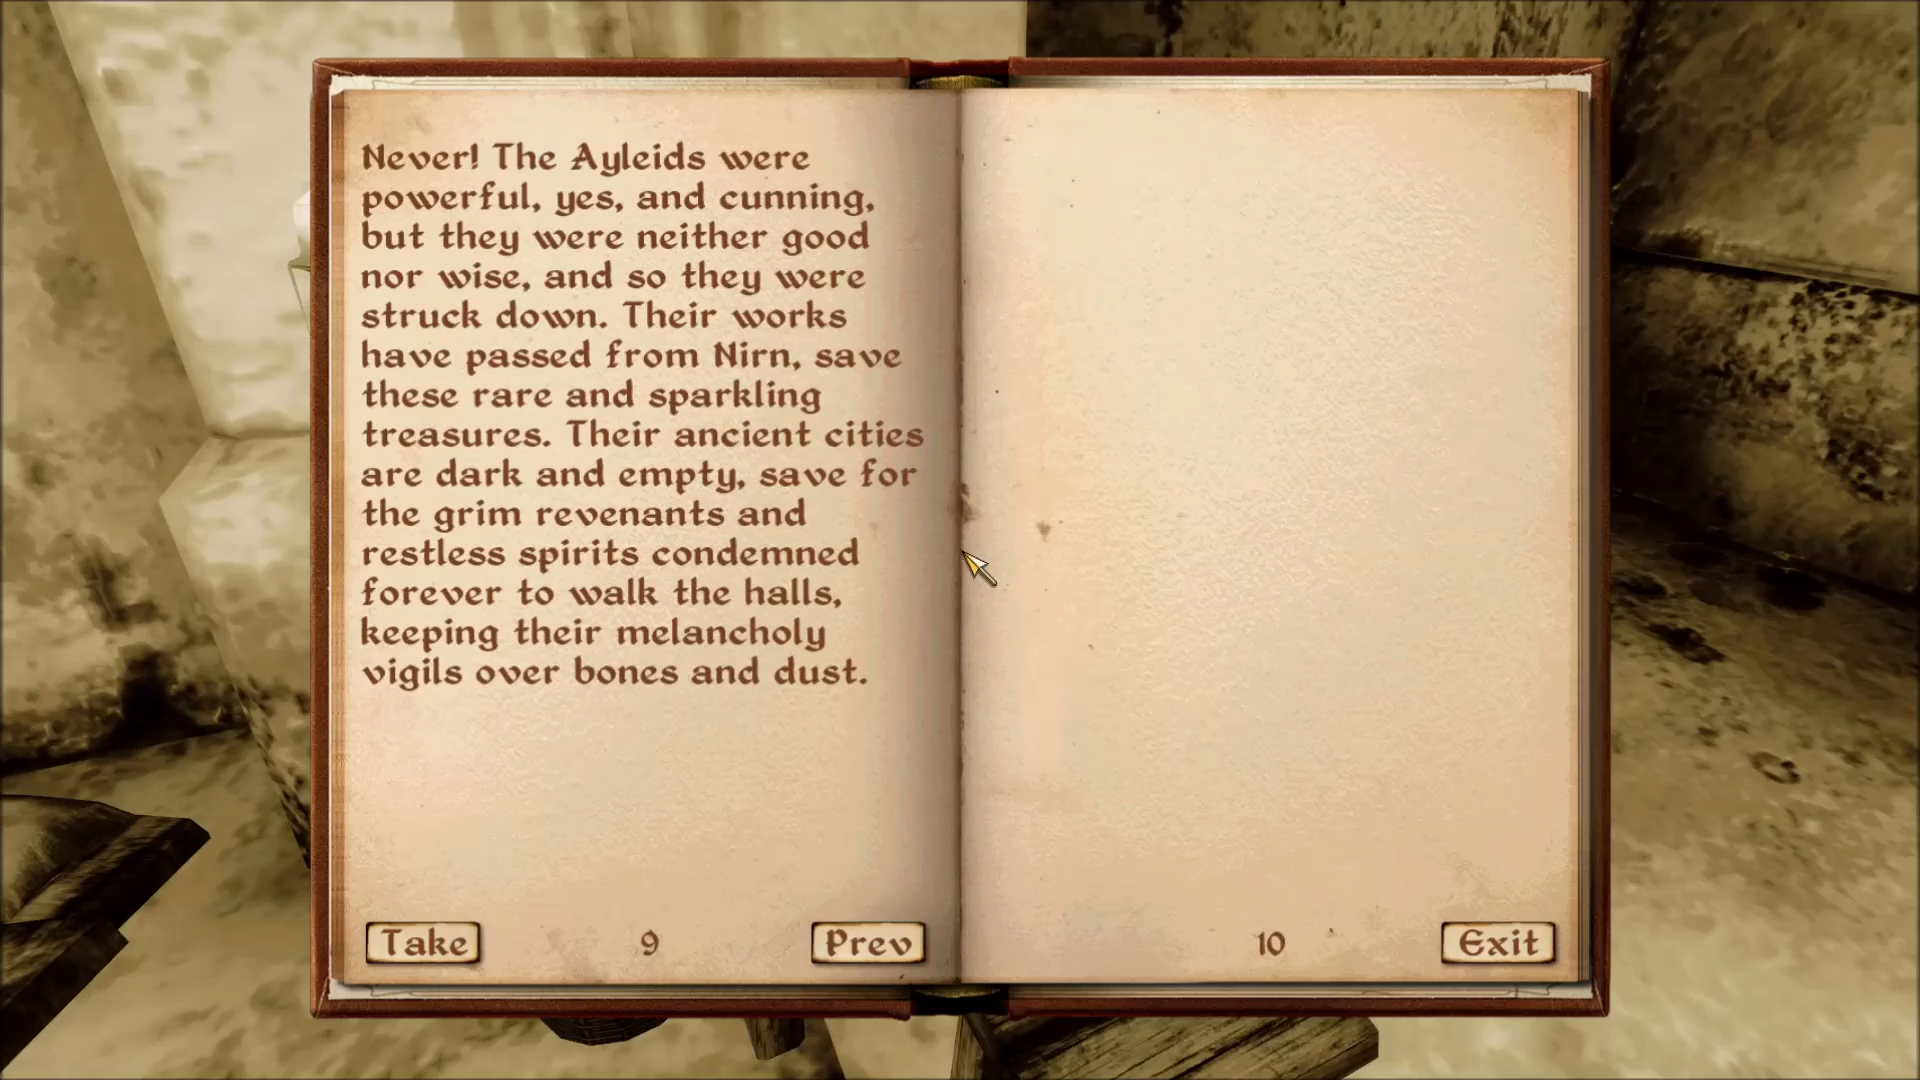 Never! The Ayleids were
powerful, yes, and cunning,
but they were neither good
nor wise, and so they were
struck down. Their works
have passed from Nirn, save
these rare and sparkling
treasures. Their ancient cities
are dark and empty, save for
the grim revenants and
restless spirits condemned
forever to walk the halls,
keeping their melancholy
vigils over bones and dust.
Take 9 Prev 10 Exit